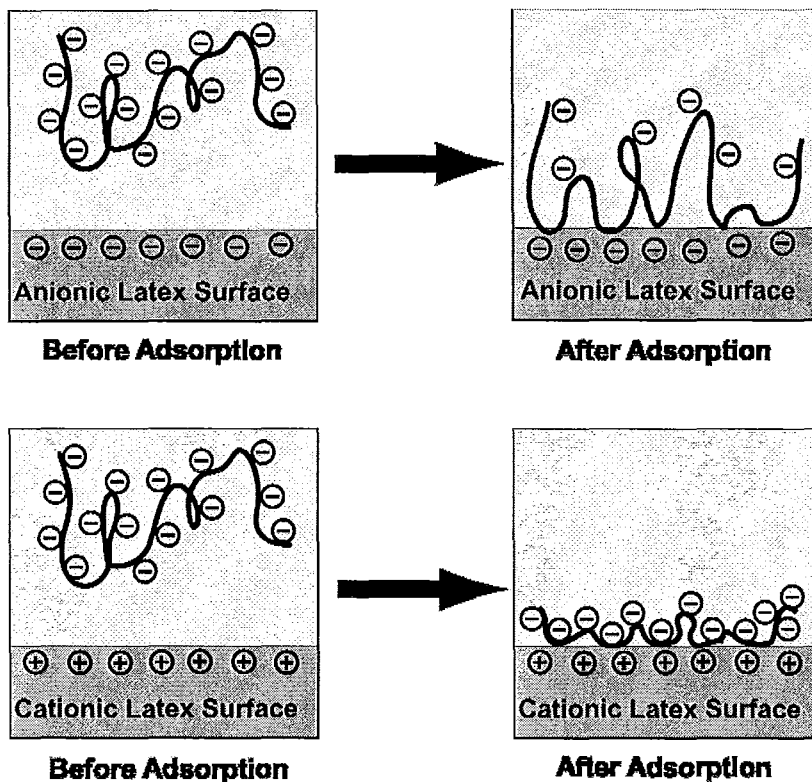 Anionic Latex Surface
Anionic Latex Surface
Before Adsorption
After Adsorption
Cationic Latex Surface
Cationic Latex Surface
Before Adsorption
After Adsorption